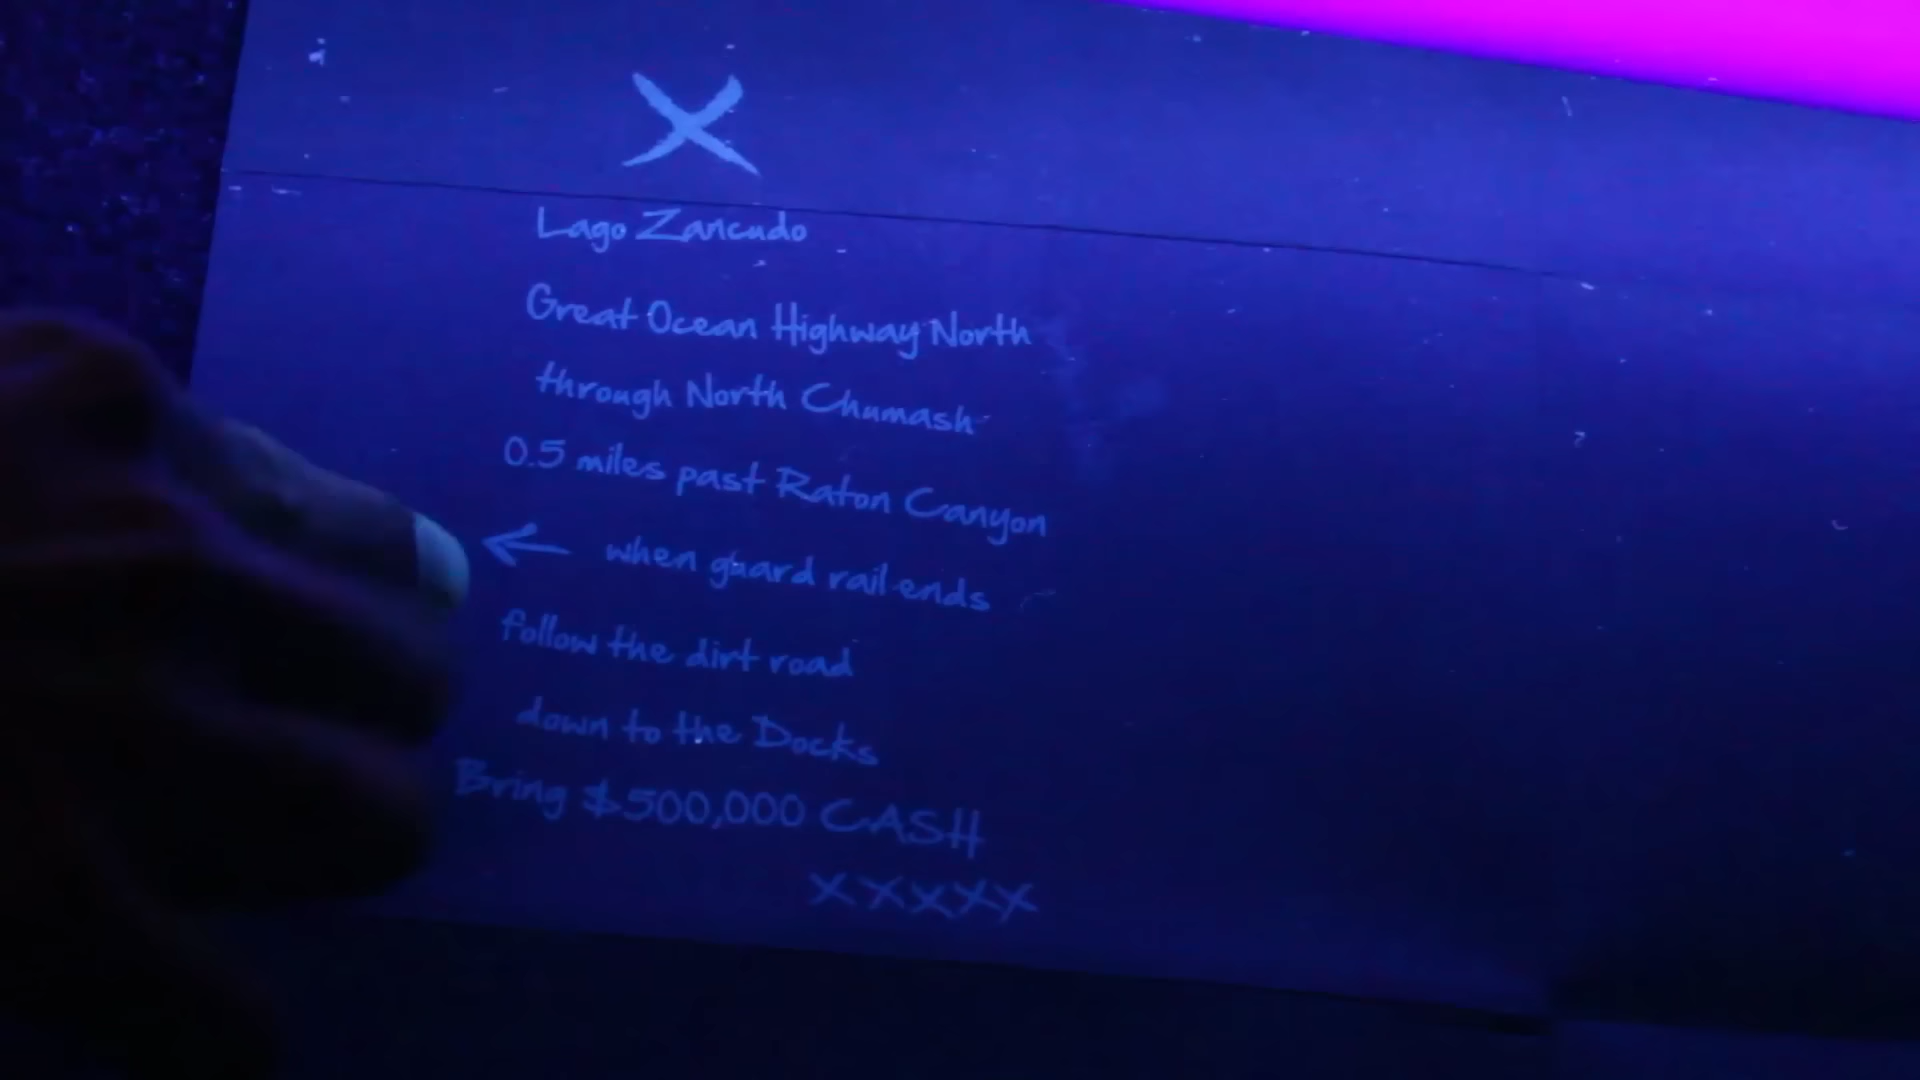 X
Lago Zancudo
Great Ocean Highway North
through North Chumash
0.5 miles past Raton Canyon
← when guard rail ends
follow the dirt road
down to the Docks
Bring $500,000 CASH
xxxxx